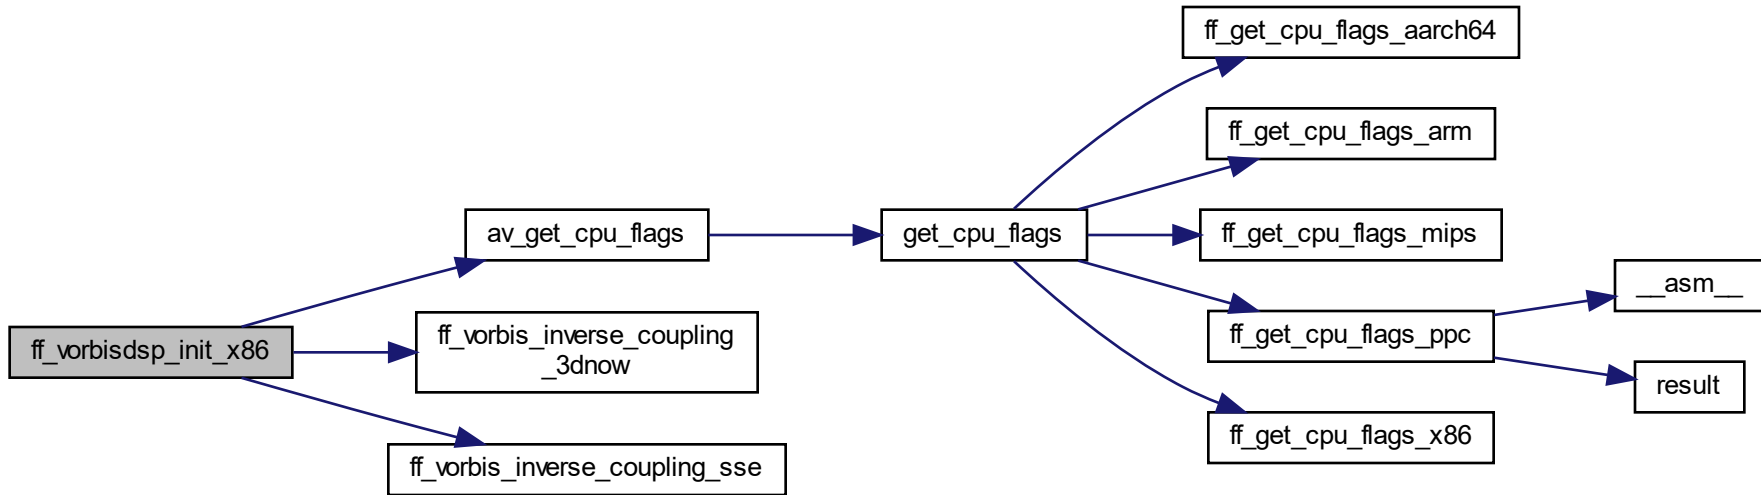 ff_get_cpu_flags_aarch64
ff_get_cpu_flags_arm
av_get_cpu_flags
get_cpu_flags
ff_get_cpu_flags_mips
__asm__
ff_vorbisdsp_init_x86
ff_vorbis_inverse_coupling
_3dnow
ff_get_cpu_flags_ppc
result
ff_get_cpu_flags_x86
ff_vorbis_inverse_coupling_sse